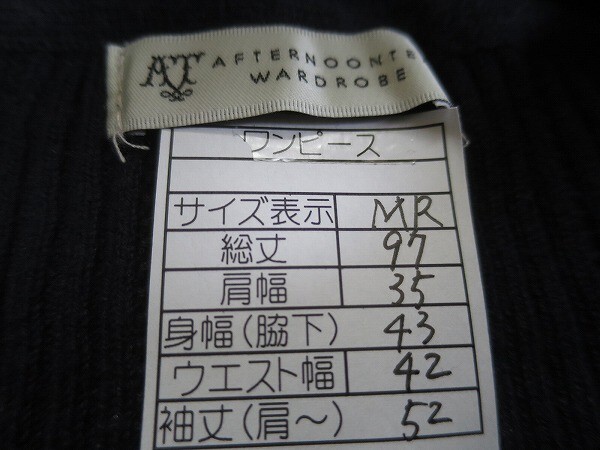 AT AFTERNOONTE
WARDROBE
ワンピース
サイズ表示 MR
総丈 97
肩幅 35
身幅(脇下) 43
ウエスト幅 42
袖丈(肩〜) 52